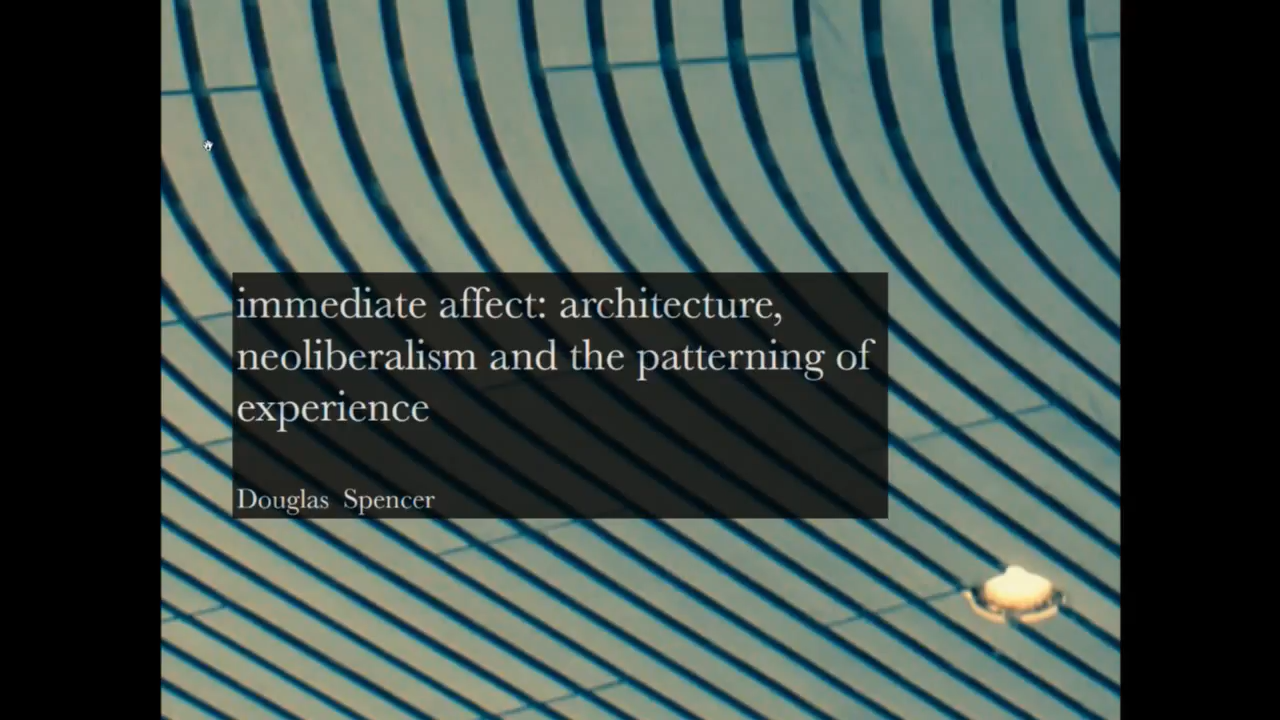 immediate affect: architecture,
neoliberalism and the patterning of
experience
Douglas Spencer